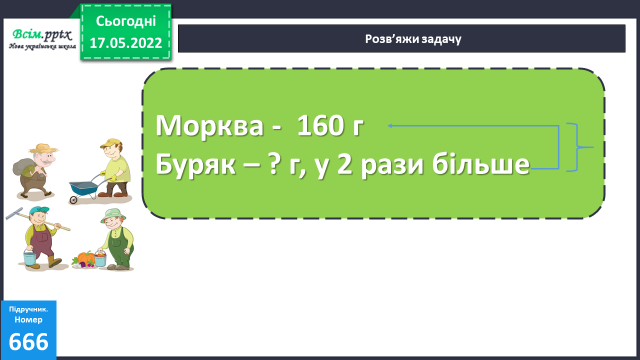 Всім.pptx
Нова українська школа
Сьогодні
17.05.2022
Розв’яжи задачу
Морква - 160 г
Буряк – ? г, у 2 рази більше
Підручник.
Номер
666